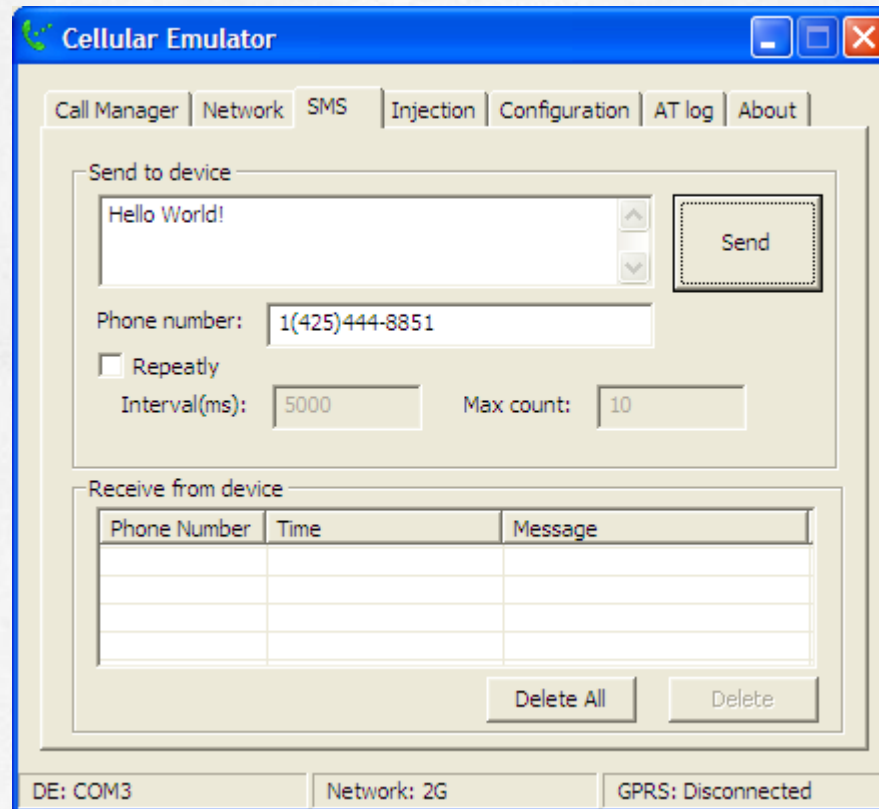 Cellular Emulator
Call Manager Network SMS Injection Configuration AT log About
Send to device
Hello World!
Send
Phone number: 1(425)444-8851
Repeatly
Interval(ms): 5000 Max count: 10
Receive from device
Phone Number Time Message
Delete All Delete
DE: COM3 Network: 2G GPRS: Disconnected